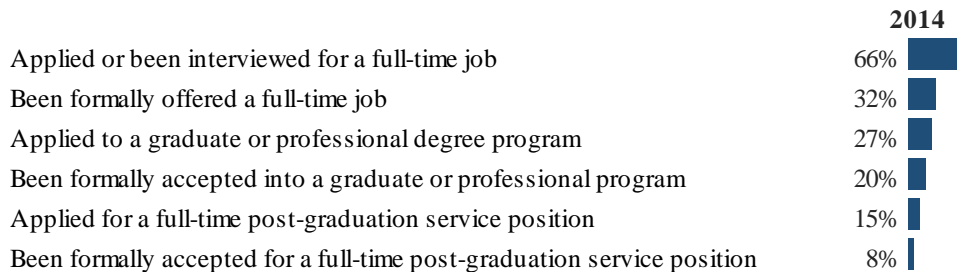 2014
Applied or been interviewed for a full-time job 66%
Been formally offered a full-time job 32%
Applied to a graduate or professional degree program 27%
Been formally accepted into a graduate or professional program 20%
Applied for a full-time post-graduation service position 15%
Been formally accepted for a full-time post-graduation service position 8%